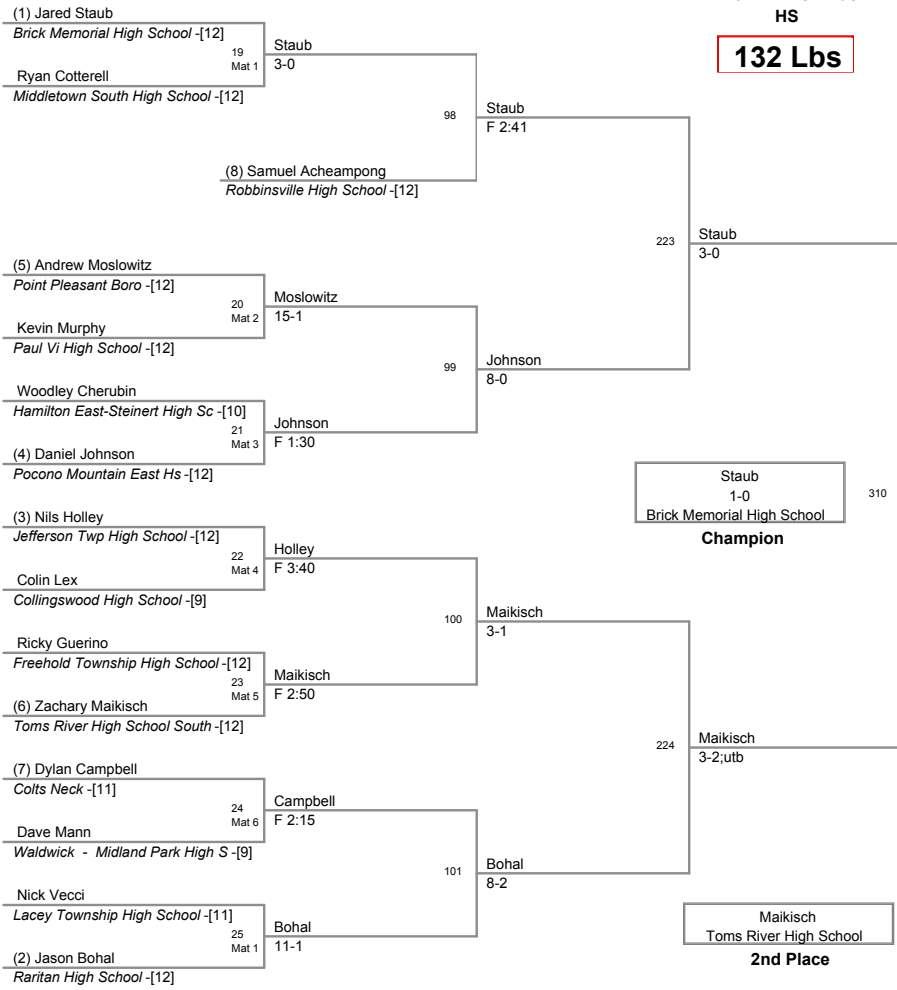 HS
132 Lbs
(1) Jared Staub
Brick Memorial High School -[12]
19
Mat 1
Staub
3-0
Ryan Cotterell
Middletown South High School -[12]
98
Staub
F 2:41
(8) Samuel Acheampong
Robbinsville High School -[12]
223
Staub
3-0
(5) Andrew Moslowitz
Point Pleasant Boro -[12]
20
Mat 2
Moslowitz
15-1
Kevin Murphy
Paul Vi High School -[12]
99
Johnson
8-0
Woodley Cherubin
Hamilton East-Steinert High Sc -[10]
21
Mat 3
Johnson
F 1:30
(4) Daniel Johnson
Pocono Mountain East Hs -[12]
Staub
1-0
Brick Memorial High School
310
Champion
(3) Nils Holley
Jefferson Twp High School -[12]
22
Mat 4
Holley
F 3:40
Colin Lex
Collingswood High School -[9]
100
Maikisch
3-1
Ricky Guerino
Freehold Township High School -[12]
23
Mat 5
Maikisch
F 2:50
(6) Zachary Maikisch
Toms River High School South -[12]
224
Maikisch
3-2;utb
(7) Dylan Campbell
Colts Neck -[11]
24
Mat 6
Campbell
F 2:15
Dave Mann
Waldwick - Midland Park High S -[9]
101
Bohal
8-2
Nick Vecci
Lacey Township High School -[11]
25
Mat 1
Bohal
11-1
(2) Jason Bohal
Raritan High School -[12]
Maikisch
Toms River High School
2nd Place